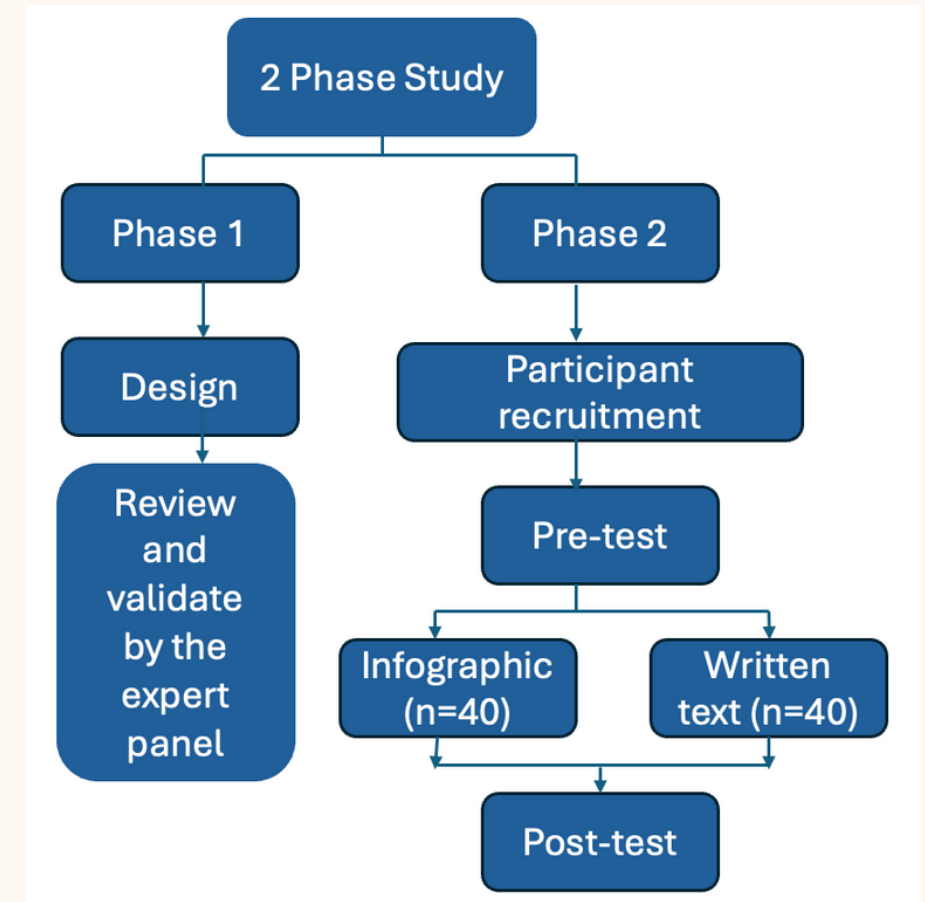 2 Phase Study
Phase 1
Phase 2
Design
Participant
recruitment
Review
and
validate
by the
expert
panel
Pre-test
Infographic
(n=40)
Written
text (n=40)
Post-test